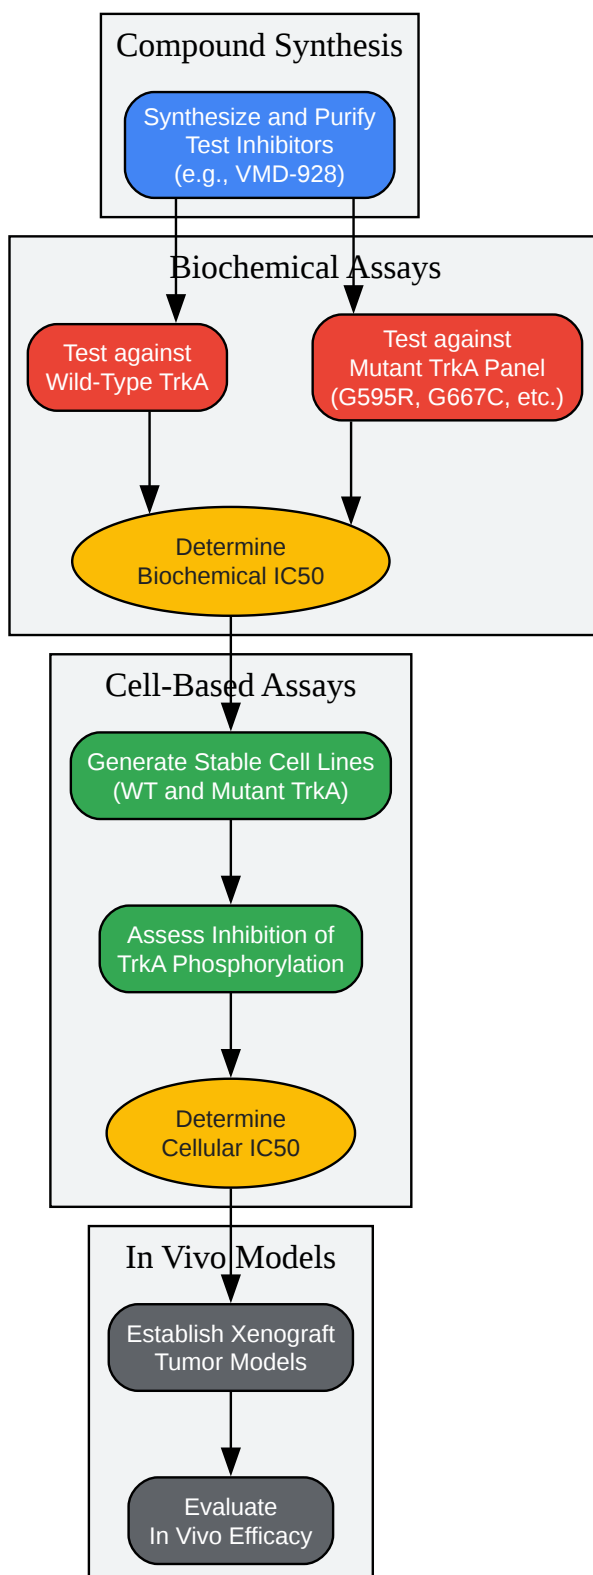 Compound Synthesis
Synthesize and Purify
Test Inhibitors
(e.g., VMD-928)
Biochemical Assays
Test against
Wild-Type TrkA
Test against
Mutant TrkA Panel
(G595R, G667C, etc.)
Determine
Biochemical IC50
Cell-Based Assays
Generate Stable Cell Lines
(WT and Mutant TrkA)
Assess Inhibition of
TrkA Phosphorylation
Determine
Cellular IC50
In Vivo Models
Establish Xenograft
Tumor Models
Evaluate
In Vivo Efficacy